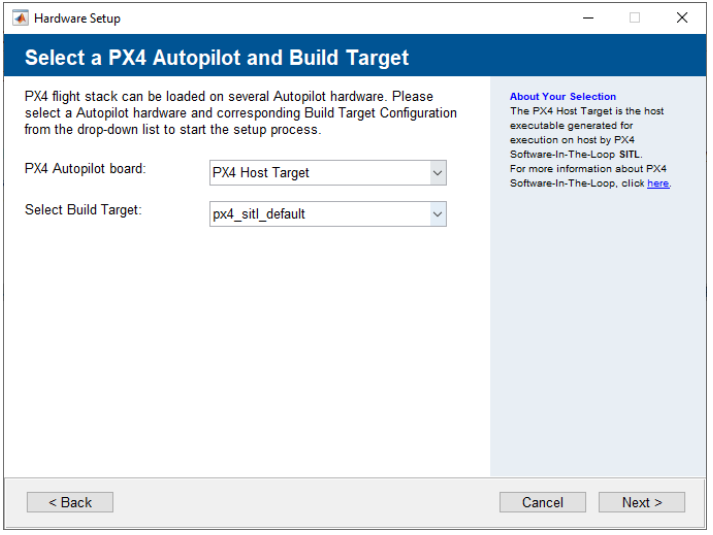 Hardware Setup
Select a PX4 Autopilot and Build Target
PX4 flight stack can be loaded on several Autopilot hardware. Please
select a Autopilot hardware and corresponding Build Target Configuration
from the drop-down list to start the setup process.
PX4 Autopilot board:
PX4 Host Target
Select Build Target:
px4_sitl_default
About Your Selection
The PX4 Host Target is the host
executable generated for
execution on host by PX4
Software-In-The-Loop SITL.
For more information about PX4
Software-In-The-Loop, click here.
< Back
Cancel
Next >